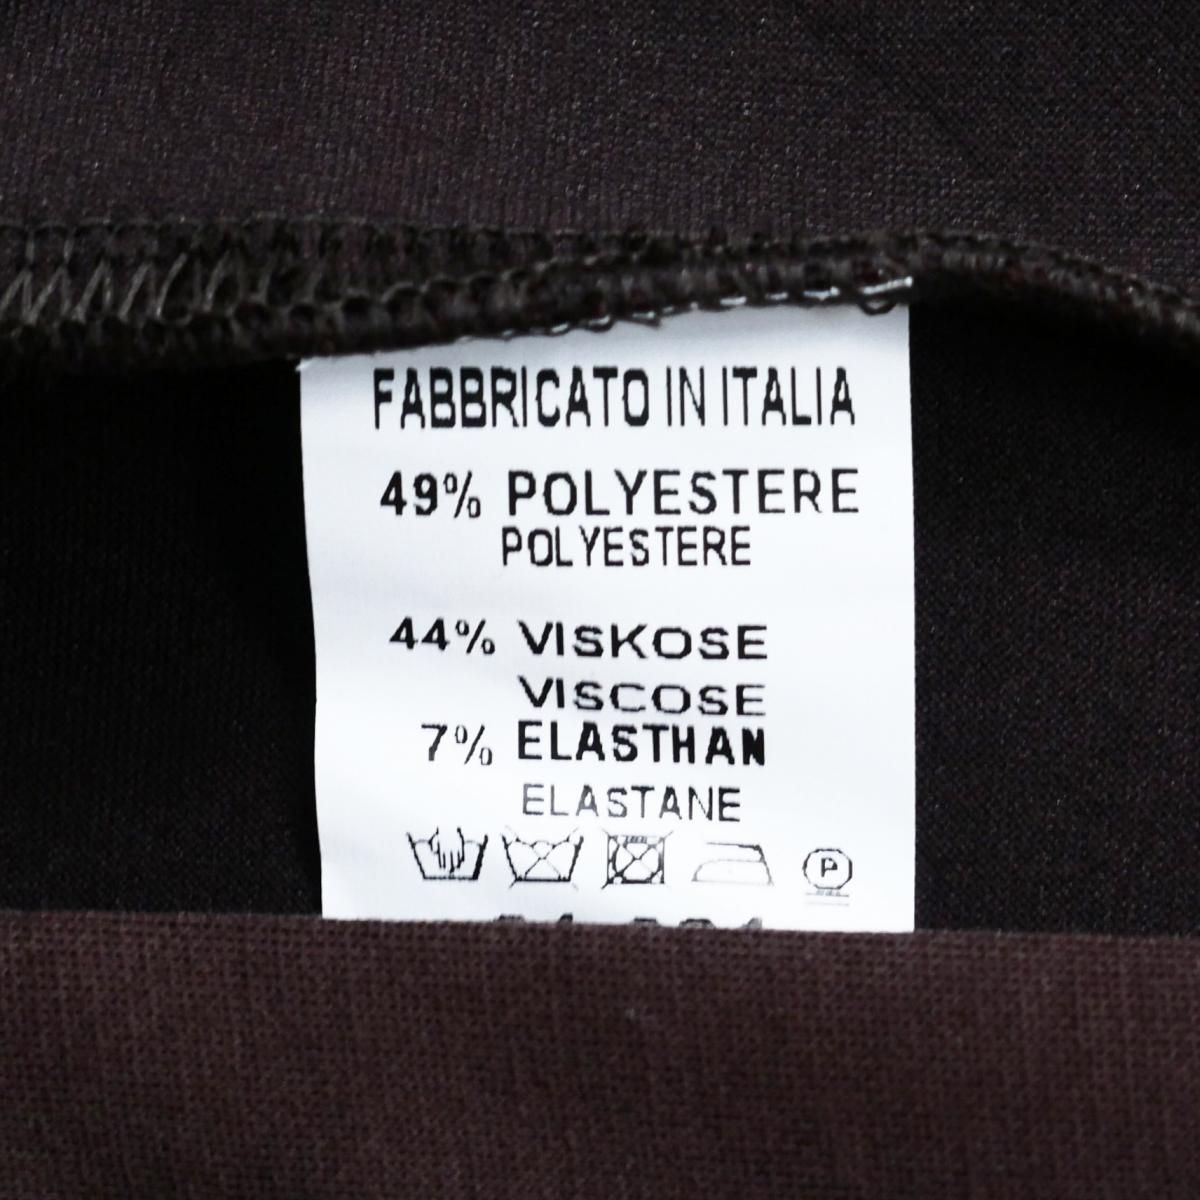 FABBRICATO IN ITALIA
49% POLYESTERE
POLYESTERE
44% VISKOSE
VISCOSE
7% ELASTHAN
ELASTANE
P